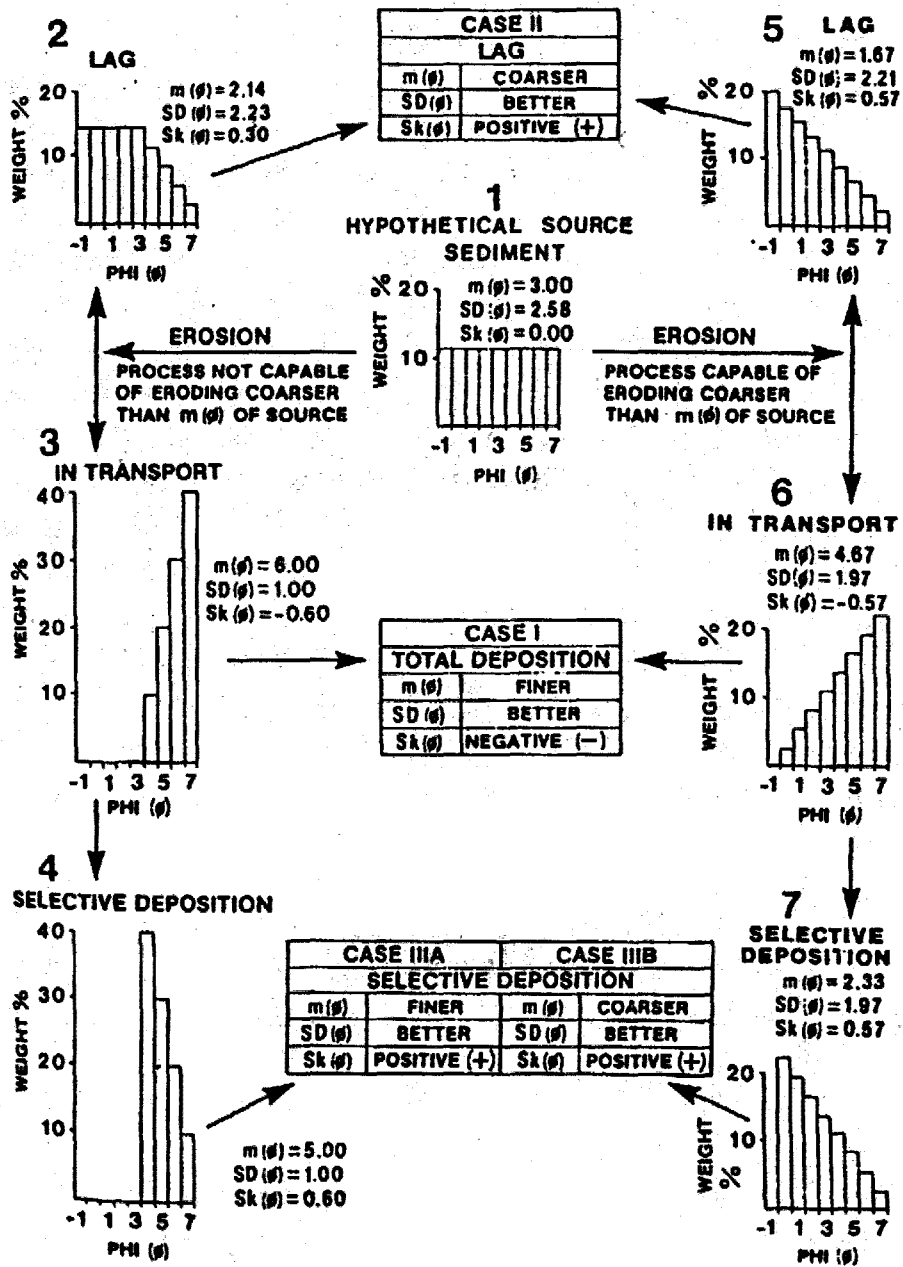 2
LAG
m(ø)=2.14
SD(ø)=2.23
Sk(ø)=0.30
WEIGHT %
20
10
-1 1 3 5 7
PHI (ø)
CASE II
LAG
m(ø) COARSER
SD(ø) BETTER
Sk(ø) POSITIVE (+)
5
LAG
m(ø)=1.67
SD(ø)=2.21
Sk(ø)=0.57
WEIGHT %
20
10
-1 1 3 5 7
PHI (ø)
1
HYPOTHETICAL SOURCE
SEDIMENT
m(ø)=3.00
SD(ø)=2.58
Sk(ø)=0.00
WEIGHT %
20
10
-1 1 3 5 7
PHI (ø)
EROSION
PROCESS NOT CAPABLE
OF ERODING COARSER
THAN m(ø) OF SOURCE
EROSION
PROCESS CAPABLE OF
ERODING COARSER
THAN m(ø) OF SOURCE
3
IN TRANSPORT
m(ø)=6.00
SD(ø)=1.00
Sk(ø)=-0.60
WEIGHT %
40
30
20
10
-1 1 3 5 7
PHI (ø)
CASE I
TOTAL DEPOSITION
m(ø) FINER
SD(ø) BETTER
Sk(ø) NEGATIVE (−)
6
IN TRANSPORT
m(ø)=4.67
SD(ø)=1.97
Sk(ø)=-0.57
WEIGHT %
20
10
-1 1 3 5 7
PHI (ø)
4
SELECTIVE DEPOSITION
WEIGHT %
40
30
20
10
-1 1 3 5 7
PHI (ø)
m(ø)=5.00
SD(ø)=1.00
Sk(ø)=0.60
CASE IIIA CASE IIIB
SELECTIVE DEPOSITION
m(ø) FINER m(ø) COARSER
SD(ø) BETTER SD(ø) BETTER
Sk(ø) POSITIVE (+) Sk(ø) POSITIVE (+)
7
SELECTIVE
DEPOSITION
m(ø)=2.33
SD(ø)=1.97
Sk(ø)=0.57
WEIGHT %
20
10
-1 1 3 5 7
PHI (ø)